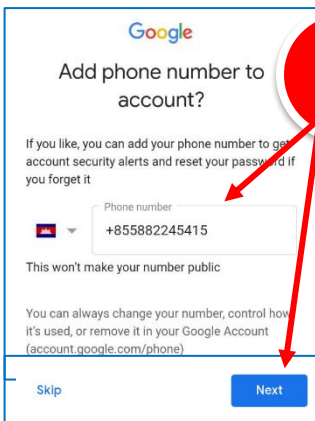 Google
Add phone number to
account?
If you like, you can add your phone number to get
account security alerts and reset your password if
you forget it
Phone number
+855882245415
This won't make your number public
You can always change your number, control how
it's used, or remove it in your Google Account
(account.google.com/phone)
Skip
Next